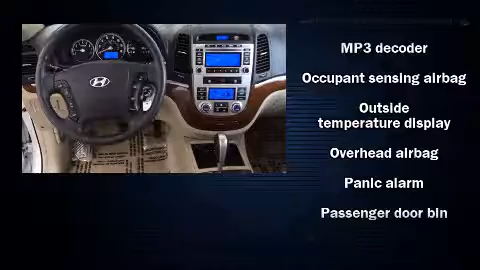 MP3 decoder
Occupant sensing airbag
Outside
temperature display
Overhead airbag
Panic alarm
Passenger door bin